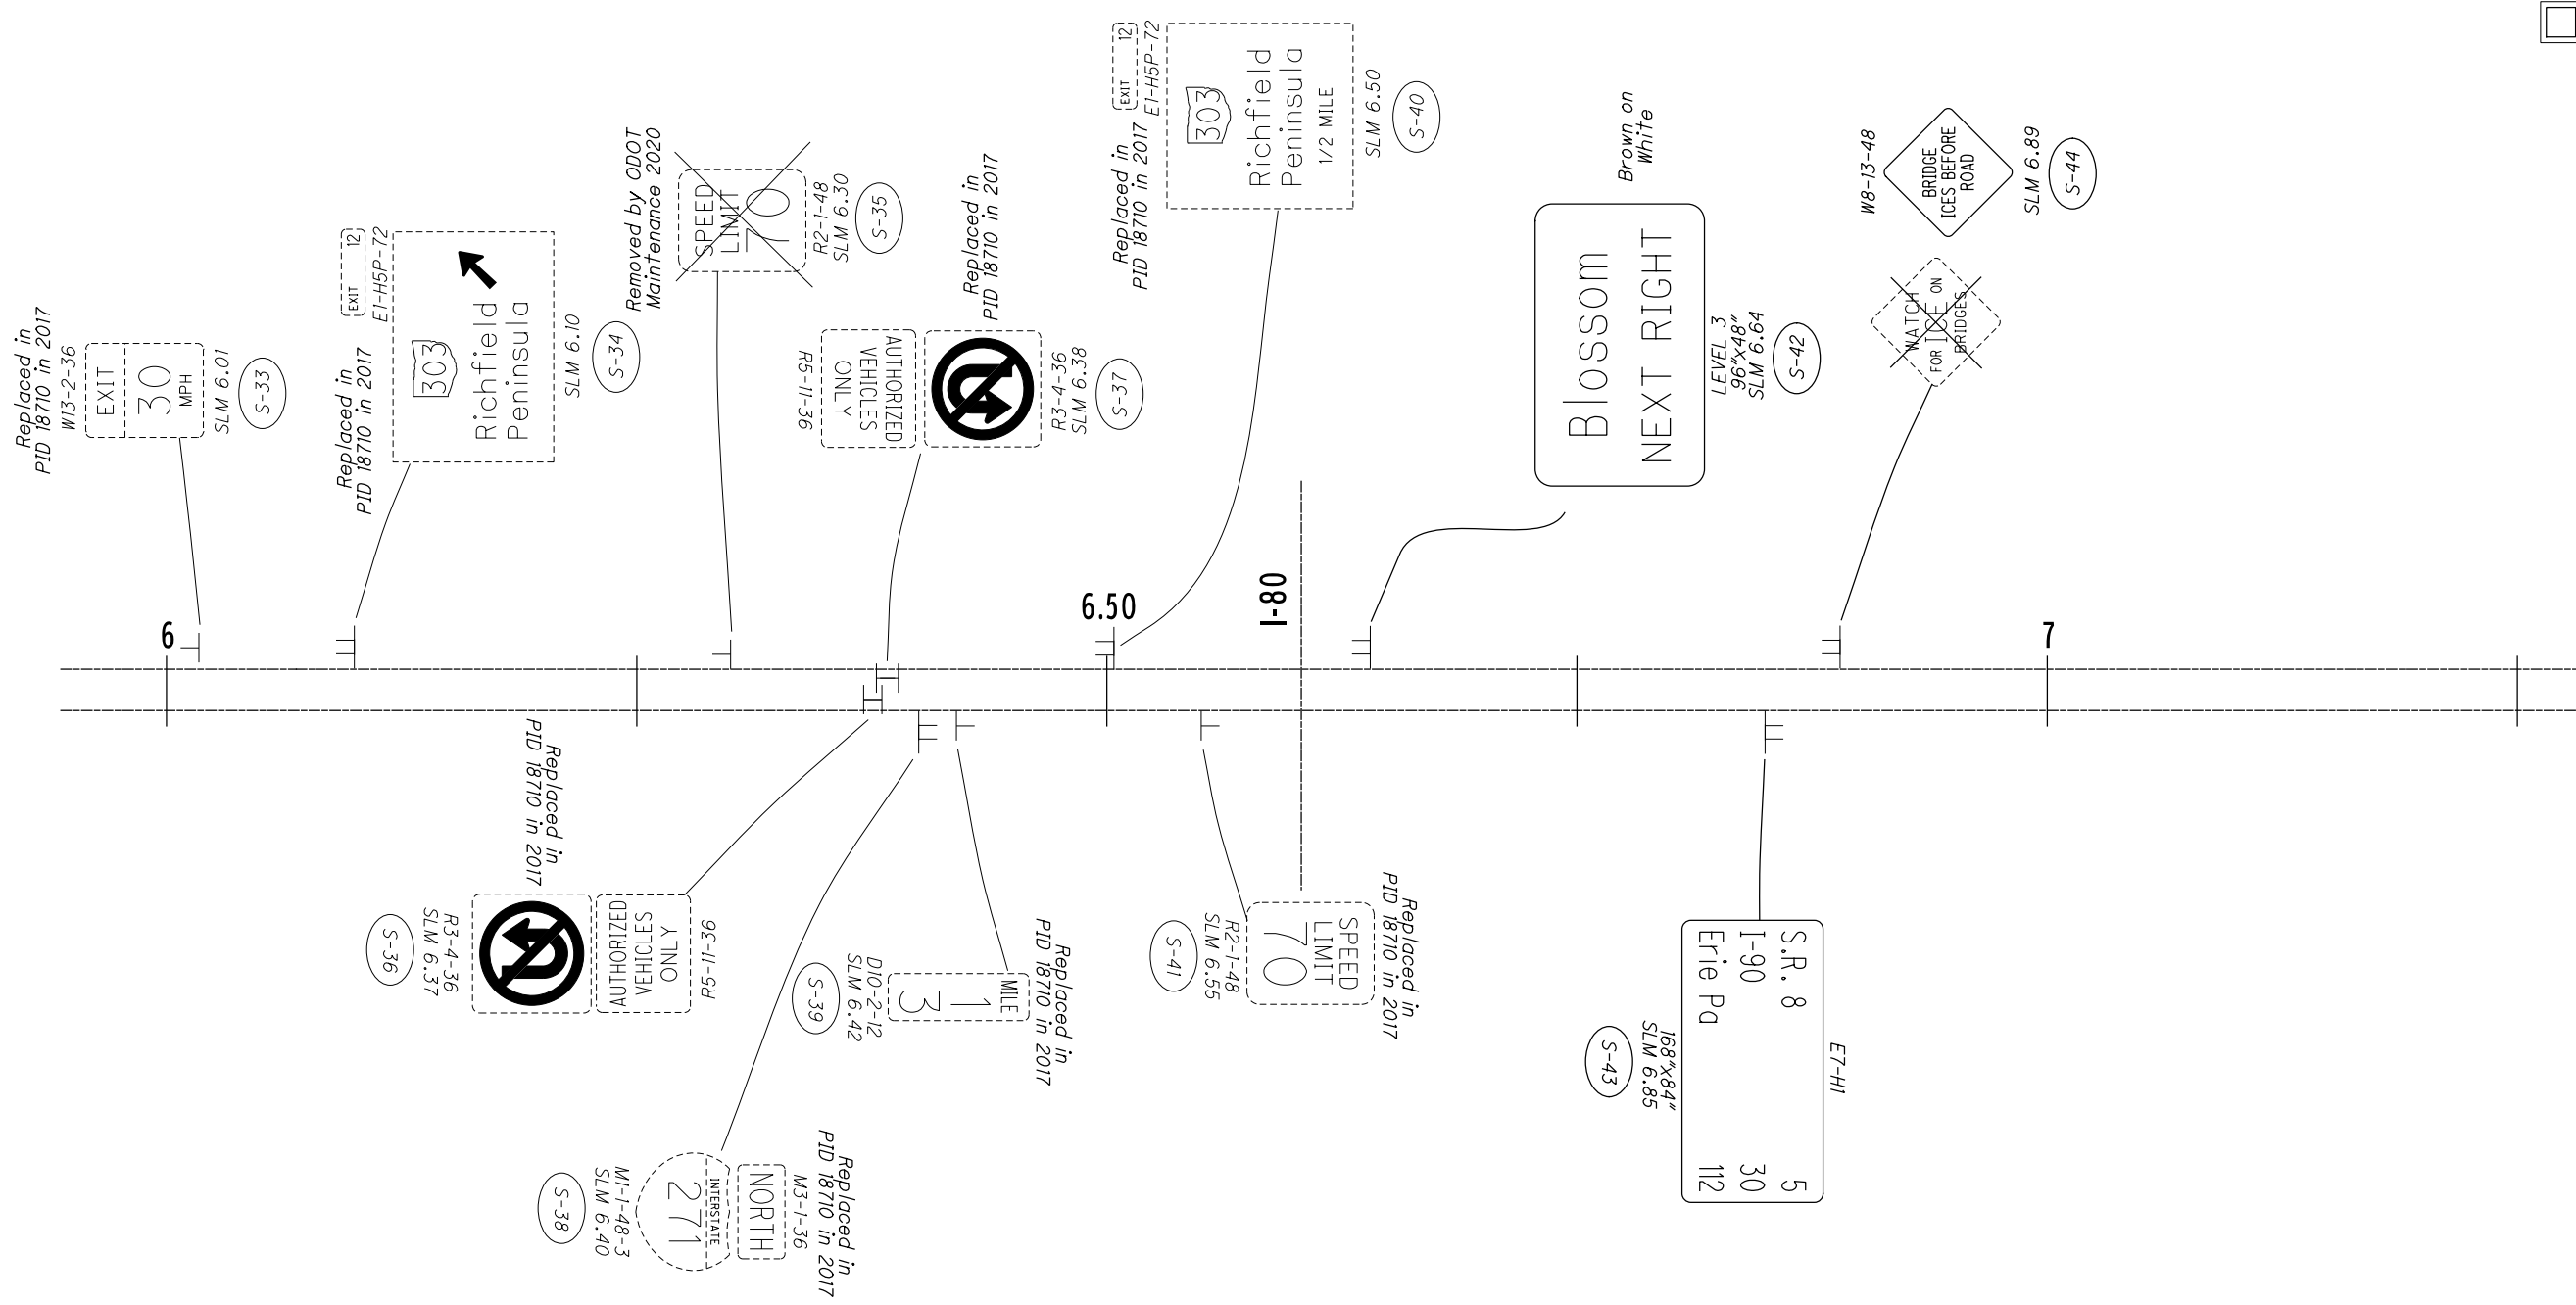 Replaced in
PID 18710 in 2017
W13-2-36
EXIT
30
MPH
SLM 6.01
S-33
EXIT 12
E1-H5P-72
Replaced in
PID 18710 in 2017
303
Richfield
Peninsula
SLM 6.10
S-34
Removed by ODOT
Maintenance 2020
SPEED
LIMIT
70
R2-1-48
SLM 6.30
S-35
R5-11-36
AUTHORIZED
VEHICLES
ONLY
Replaced in
PID 18710 in 2017
R3-4-36
SLM 6.38
S-37
EXIT 12
E1-H5P-72
Replaced in
PID 18710 in 2017
303
Richfield
Peninsula
1/2 MILE
SLM 6.50
S-40
Brown on
White
Blossom
NEXT RIGHT
LEVEL 3
96"x48"
SLM 6.64
S-42
W8-13-48
BRIDGE
ICES BEFORE
ROAD
SLM 6.89
S-44
WATCH
FOR ICE ON
BRIDGES
6
6.50
I-80
7
Replaced in
PID 18710 in 2017
R5-11-36
AUTHORIZED
VEHICLES
ONLY
R3-4-36
SLM 6.37
S-36
Replaced in
PID 18710 in 2017
M3-1-36
NORTH
INTERSTATE
271
M1-1-48-3
SLM 6.40
S-38
Replaced in
PID 18710 in 2017
MILE
1
3
D10-2-12
SLM 6.42
S-39
Replaced in
PID 18710 in 2017
SPEED
LIMIT
70
R2-1-48
SLM 6.55
S-41
E7-H1
S.R. 8 5
I-90 30
Erie Pa 112
168"x84"
SLM 6.85
S-43